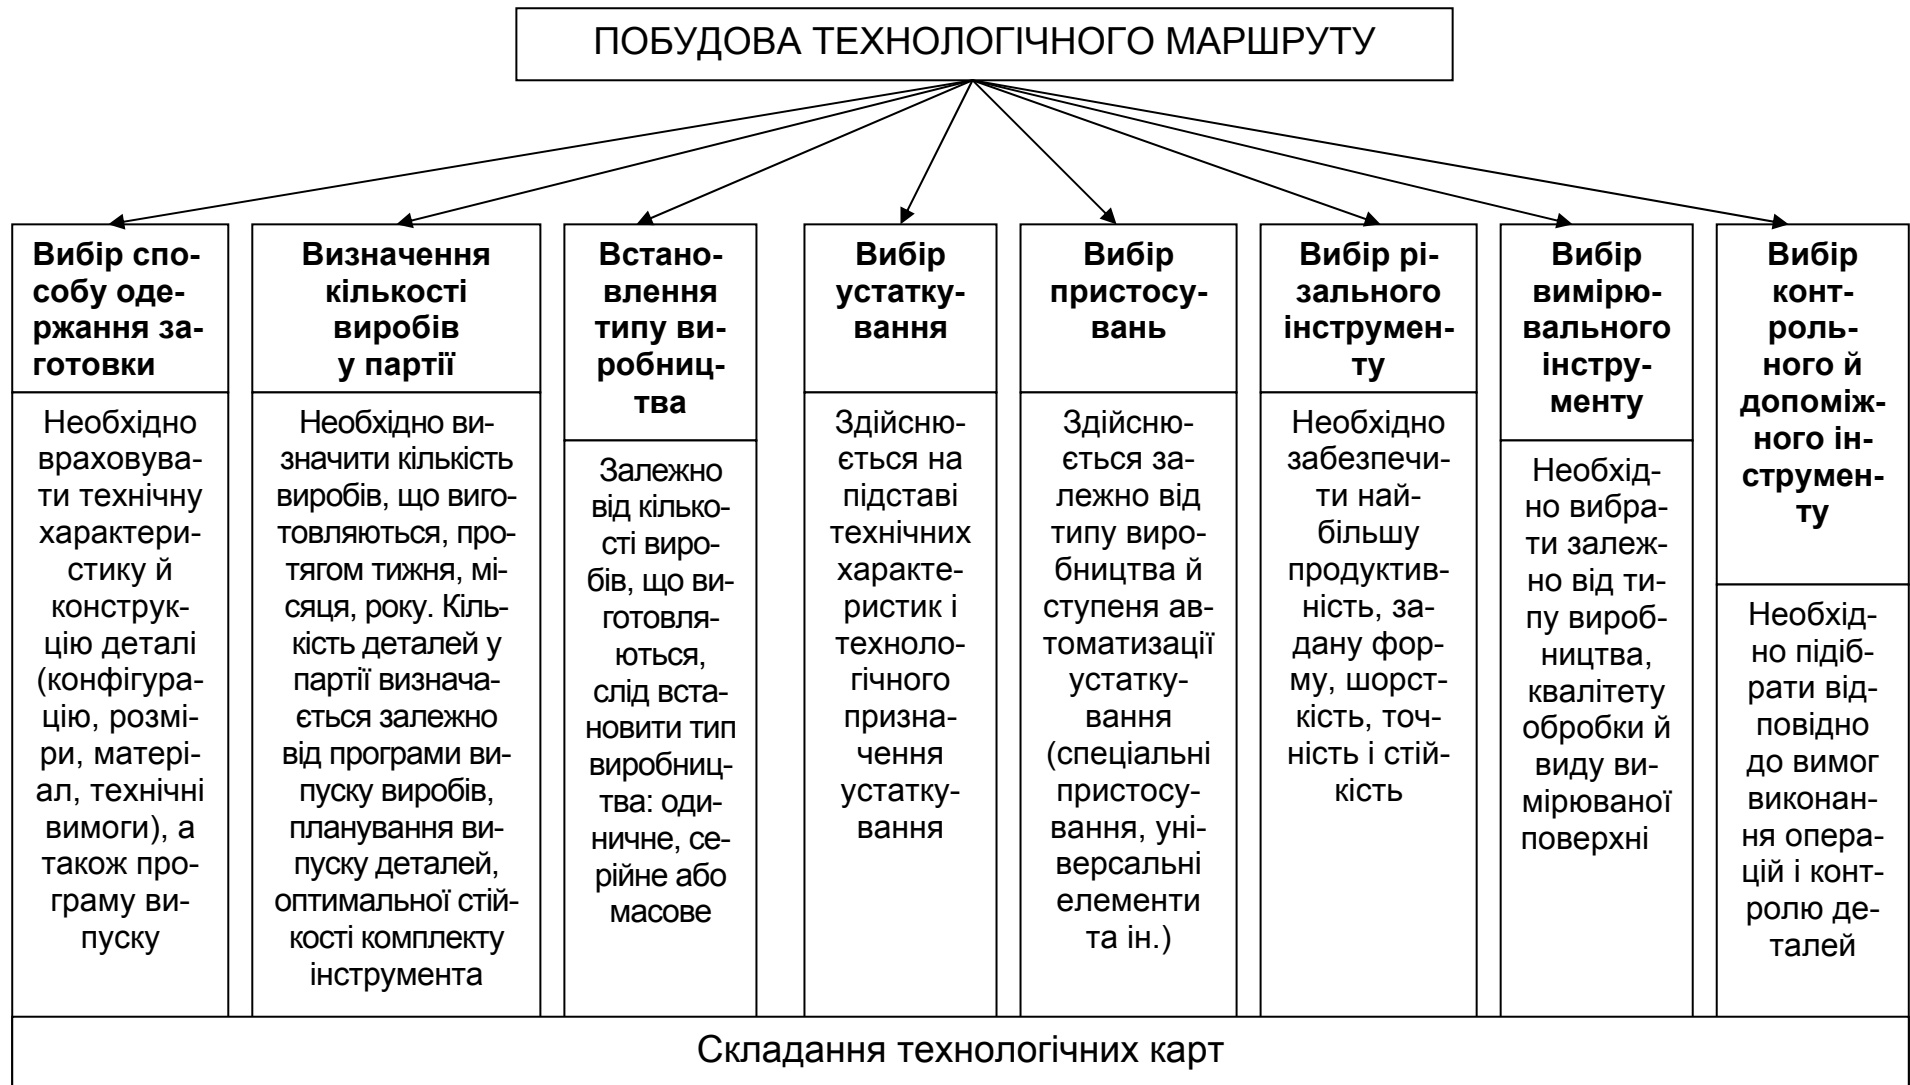 ПОБУДОВА ТЕХНОЛОГІЧНОГО МАРШРУТУ
Вибір спо-
собу оде-
ржання за-
готовки
Необхідно
враховува-
ти технічну
характери-
стику й
конструк-
цію деталі
(конфігура-
цію, розмі-
ри, матері-
ал, технічні
вимоги), а
також про-
граму ви-
пуску
Визначення
кількості
виробів
у партії
Необхідно ви-
значити кількість
виробів, що виго-
товляються, про-
тягом тижня, мі-
сяця, року. Кіль-
кість деталей у
партії визнача-
ється залежно
від програми ви-
пуску виробів,
планування ви-
пуску деталей,
оптимальної стій-
кості комплекту
інструмента
Встано-
влення
типу ви-
робниц-
тва
Залежно
від кілько-
сті виро-
бів, що ви-
готовля-
ються,
слід вста-
новити тип
виробниц-
тва: оди-
ничне, се-
рійне або
масове
Вибір
устатку-
вання
Здійсню-
ється на
підставі
технічних
характе-
ристик і
техноло-
гічного
призна-
чення
устатку-
вання
Вибір
пристосу-
вань
Здійсню-
ється за-
лежно від
типу виро-
бництва й
ступеня ав-
томатизації
устатку-
вання
(спеціальні
пристосу-
вання, уні-
версальні
елементи
та ін.)
Вибір рі-
зального
інструмен-
ту
Необхідно
забезпечи-
ти най-
більшу
продуктив-
ність, за-
дану фор-
му, шорст-
кість, точ-
ність і стій-
кість
Вибір
вимірю-
вального
інстру-
менту
Необхід-
но вибра-
ти залеж-
но від ти-
пу вироб-
ництва,
квалітету
обробки й
виду ви-
мірюваної
поверхні
Вибір
конт-
роль-
ного й
допоміж-
ного ін-
струмен-
ту
Необхід-
но підіб-
рати від-
повідно
до вимог
виконан-
ня опера-
цій і конт-
ролю де-
талей
Складання технологічних карт